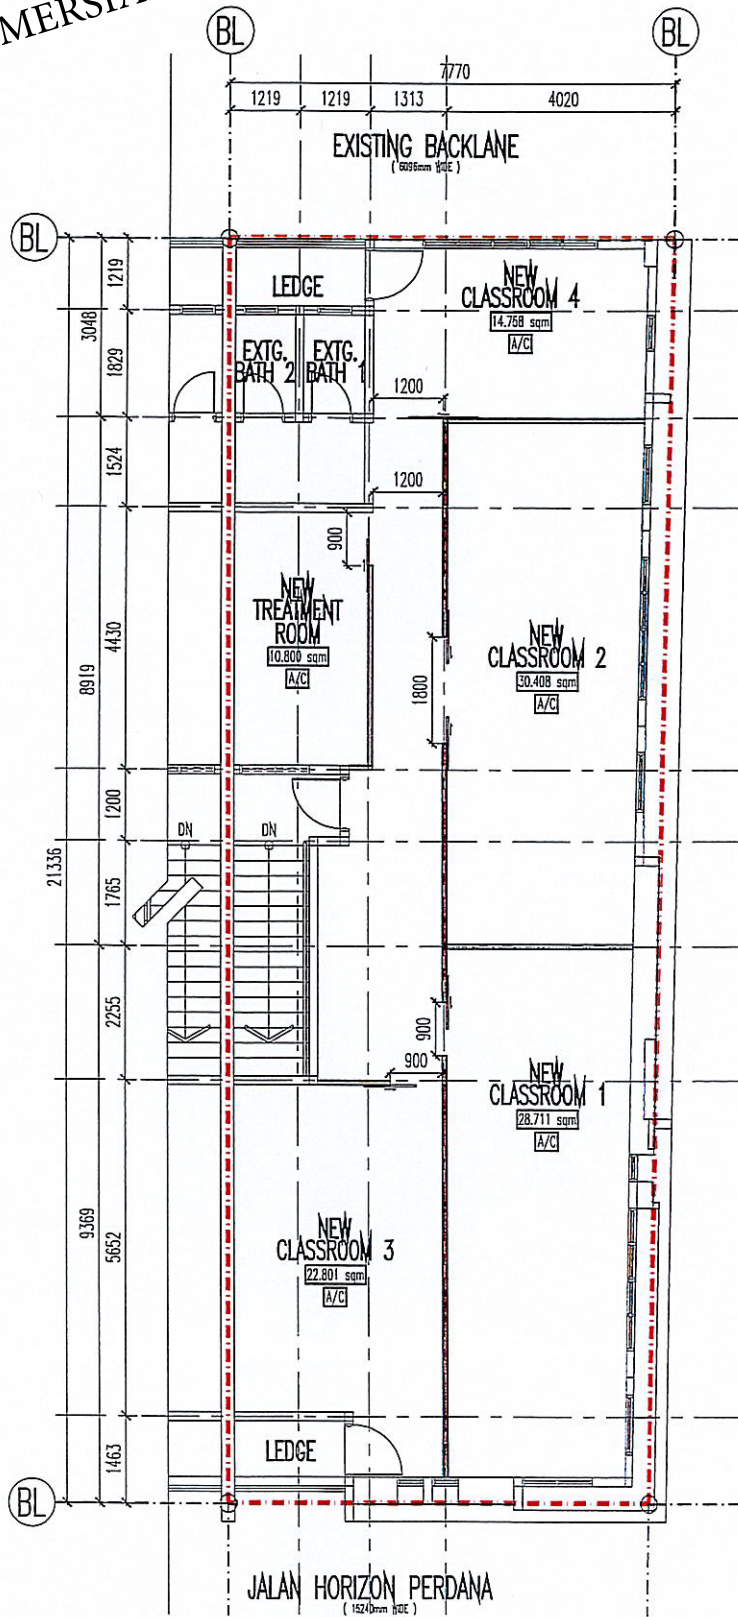 BL
BL
7770
1219
1219
1313
4020
EXISTING BACKLANE
( 6096mm WIDE )
BL
1219
LEDGE
NEW
CLASSROOM 4
14.758 sqm
A/C
3048
1829
EXTG.
BATH 2
EXTG.
BATH 1
1200
1524
1200
900
NEW
TREATMENT
ROOM
10.800 sqm
A/C
4430
8919
1800
NEW
CLASSROOM 2
30.408 sqm
A/C
1200
DN
DN
21336
1765
2255
900
900
NEW
CLASSROOM 1
28.711 sqm
A/C
9369
5652
NEW
CLASSROOM 3
22.801 sqm
A/C
1463
LEDGE
BL
JALAN HORIZON PERDANA
( 15240mm WIDE )